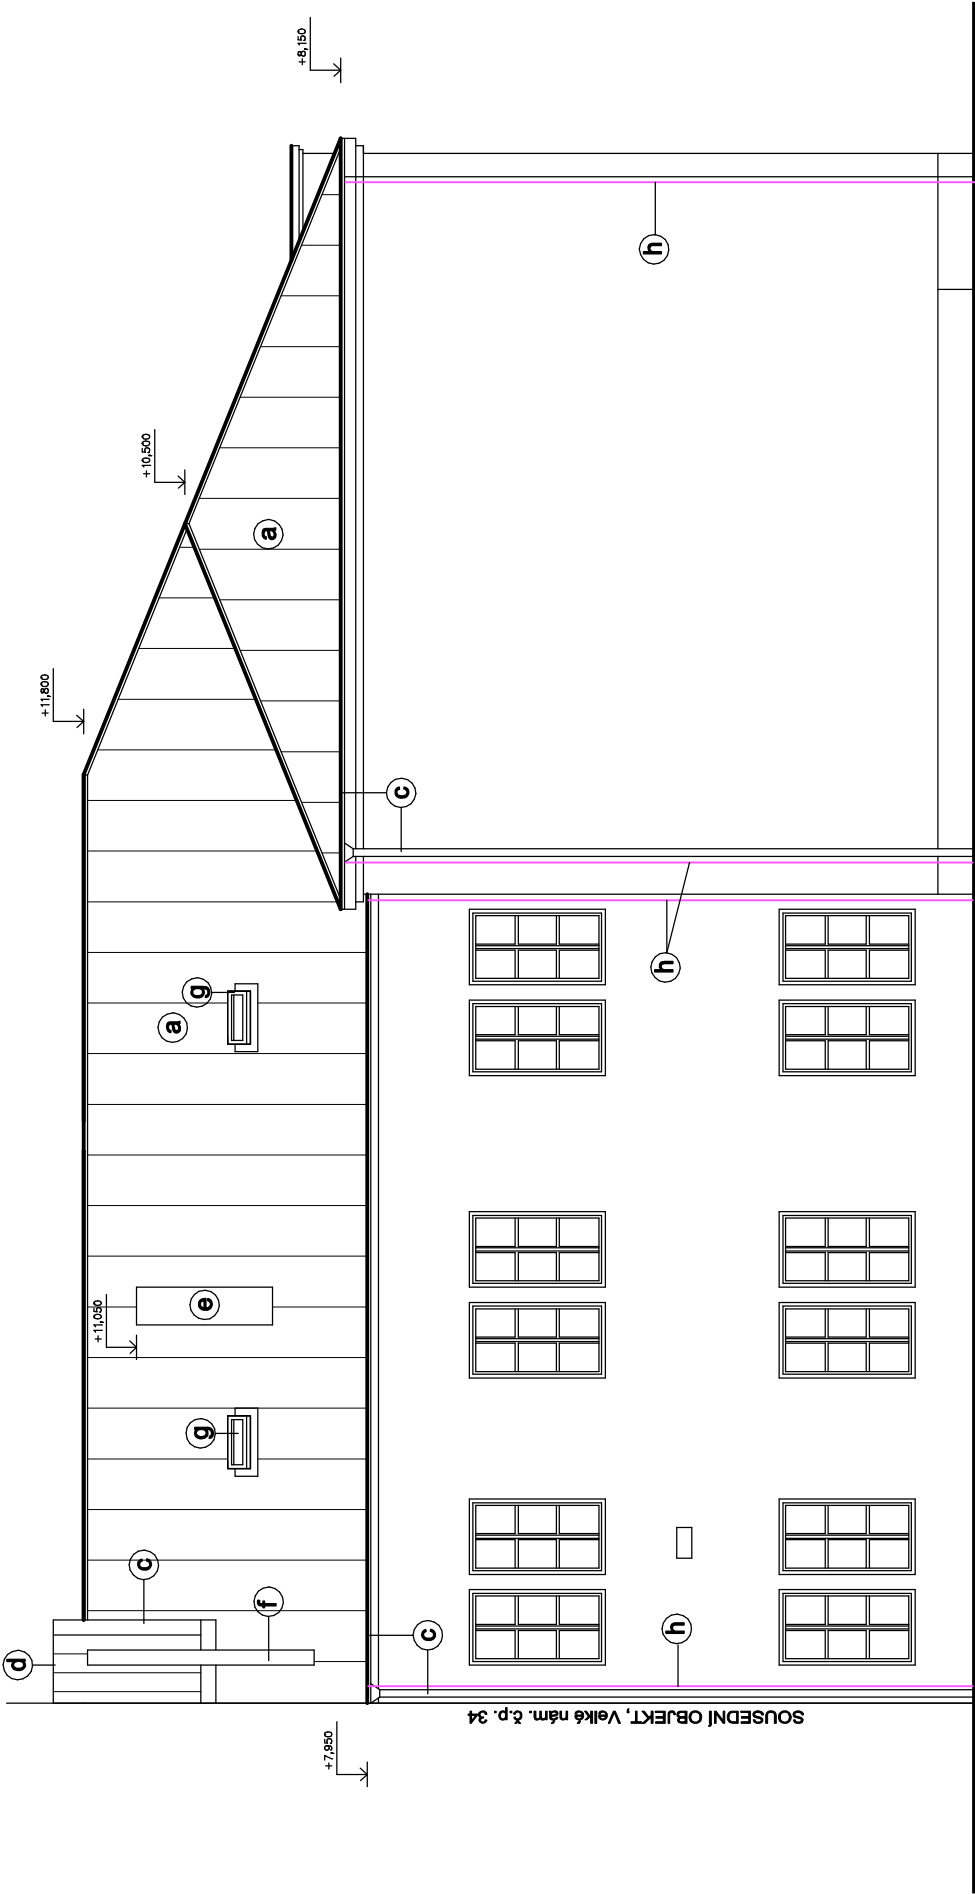 d
+11,800
+11,050
c
+10,500
a
g
g
e
f
a
+8,150
+7,950
c
c
SOUSEDNÍ OBJEKT, Velké nám. č.p. 34
h
h
h